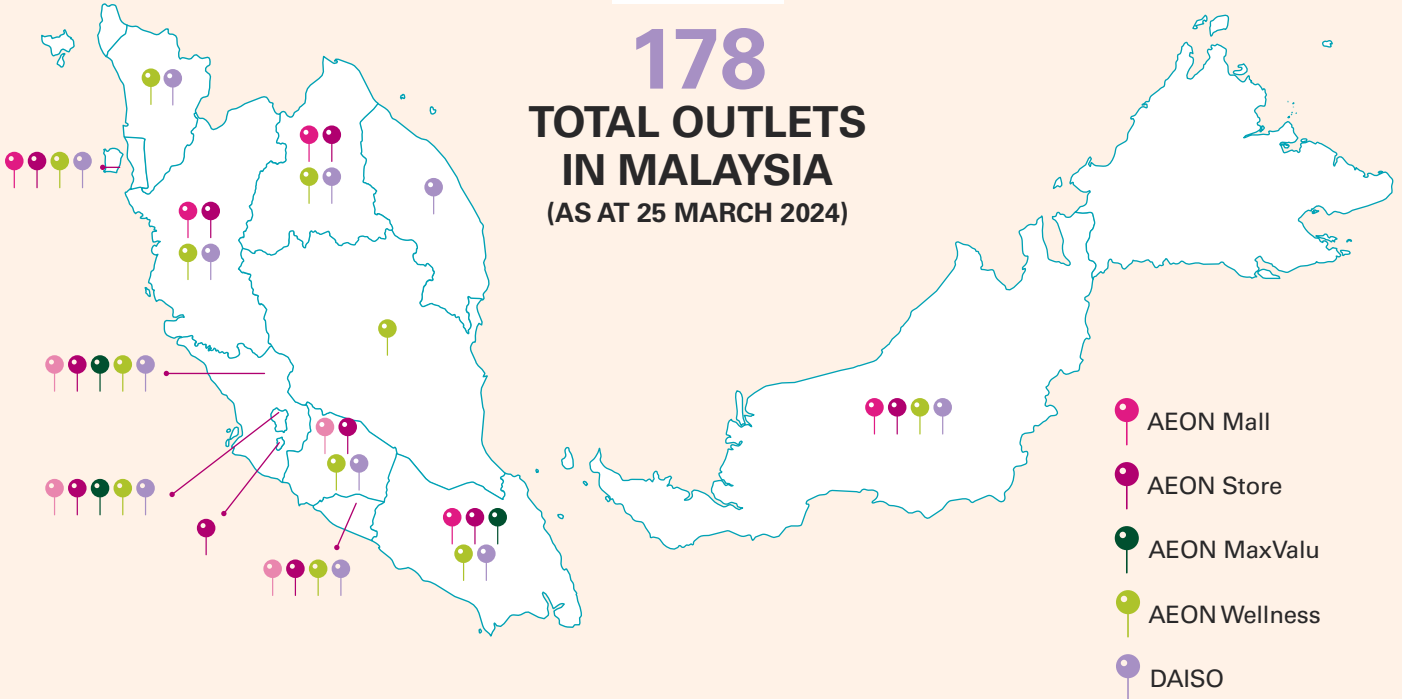 178
TOTAL OUTLETS
IN MALAYSIA
(AS AT 25 MARCH 2024)
AEON Mall
AEON Store
AEON MaxValu
AEON Wellness
DAISO